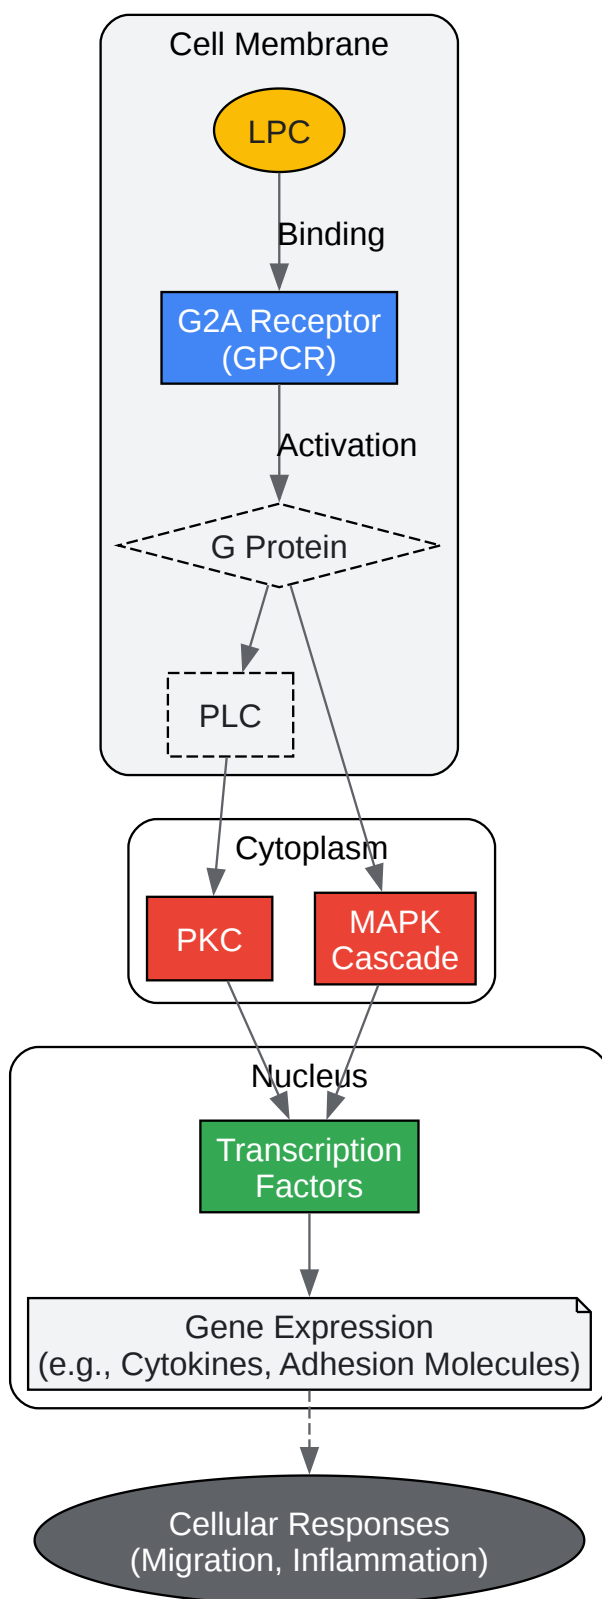 Cell Membrane
LPC
Binding
G2A Receptor
(GPCR)
Activation
G Protein
PLC
Cytoplasm
PKC
MAPK
Cascade
Nucleus
Transcription
Factors
Gene Expression
(e.g., Cytokines, Adhesion Molecules)
Cellular Responses
(Migration, Inflammation)